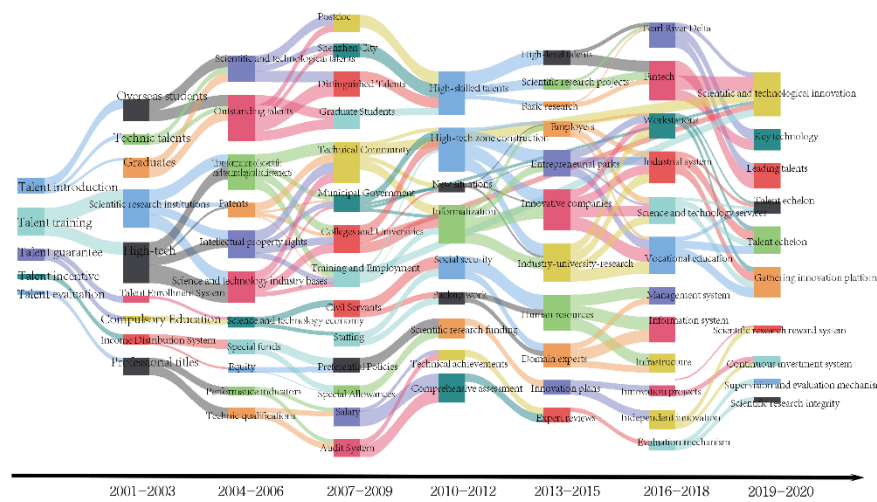 Talent introduction
Talent training
Talent guarantee
Talent incentive
Talent evaluation
Overseas students
Technic talents
Graduates
Scientific research institutions
High-tech
Talent Enrollment System
Compulsory Education
Income Distribution System
Professional titles
Scientific and technological talents
Outstanding talents
Patents
Intellectual property rights
Science and technology industry bases
Science and technology economy
Special funds
Equity
Performance indicators
Technic qualifications
Postdoc
Shenzhen City
Distinguished Talents
Graduate Students
Technical Community
Municipal Government
Colleges and Universities
Training and Employment
Civil Servants
Staffing
Preferential Policies
Special Allowances
Salary
Audit System
High-skilled talents
High-tech zone construction
New situations
Informatization
Social security
Backup work
Scientific research funding
Technical achievements
Comprehensive assessment
High-level talents
Scientific research projects
Basic research
Employers
Entrepreneurial parks
Innovative companies
Industry-university-research
Human resources
Domain experts
Innovation plans
Expert reviews
Pearl River Delta
Fintech
Workstations
Industrial system
Science and technology services
Vocational education
Management system
Information system
Infrastructure
Innovation projects
Independent innovation
Evaluation mechanism
Scientific and technological innovation
Key technology
Leading talents
Talent echelon
Talent echelon
Gathering innovation platform
Scientific research reward system
Continuous investment system
Supervision and evaluation mechanism
Scientific research integrity
2001-2003
2004-2006
2007-2009
2010-2012
2013-2015
2016-2018
2019-2020